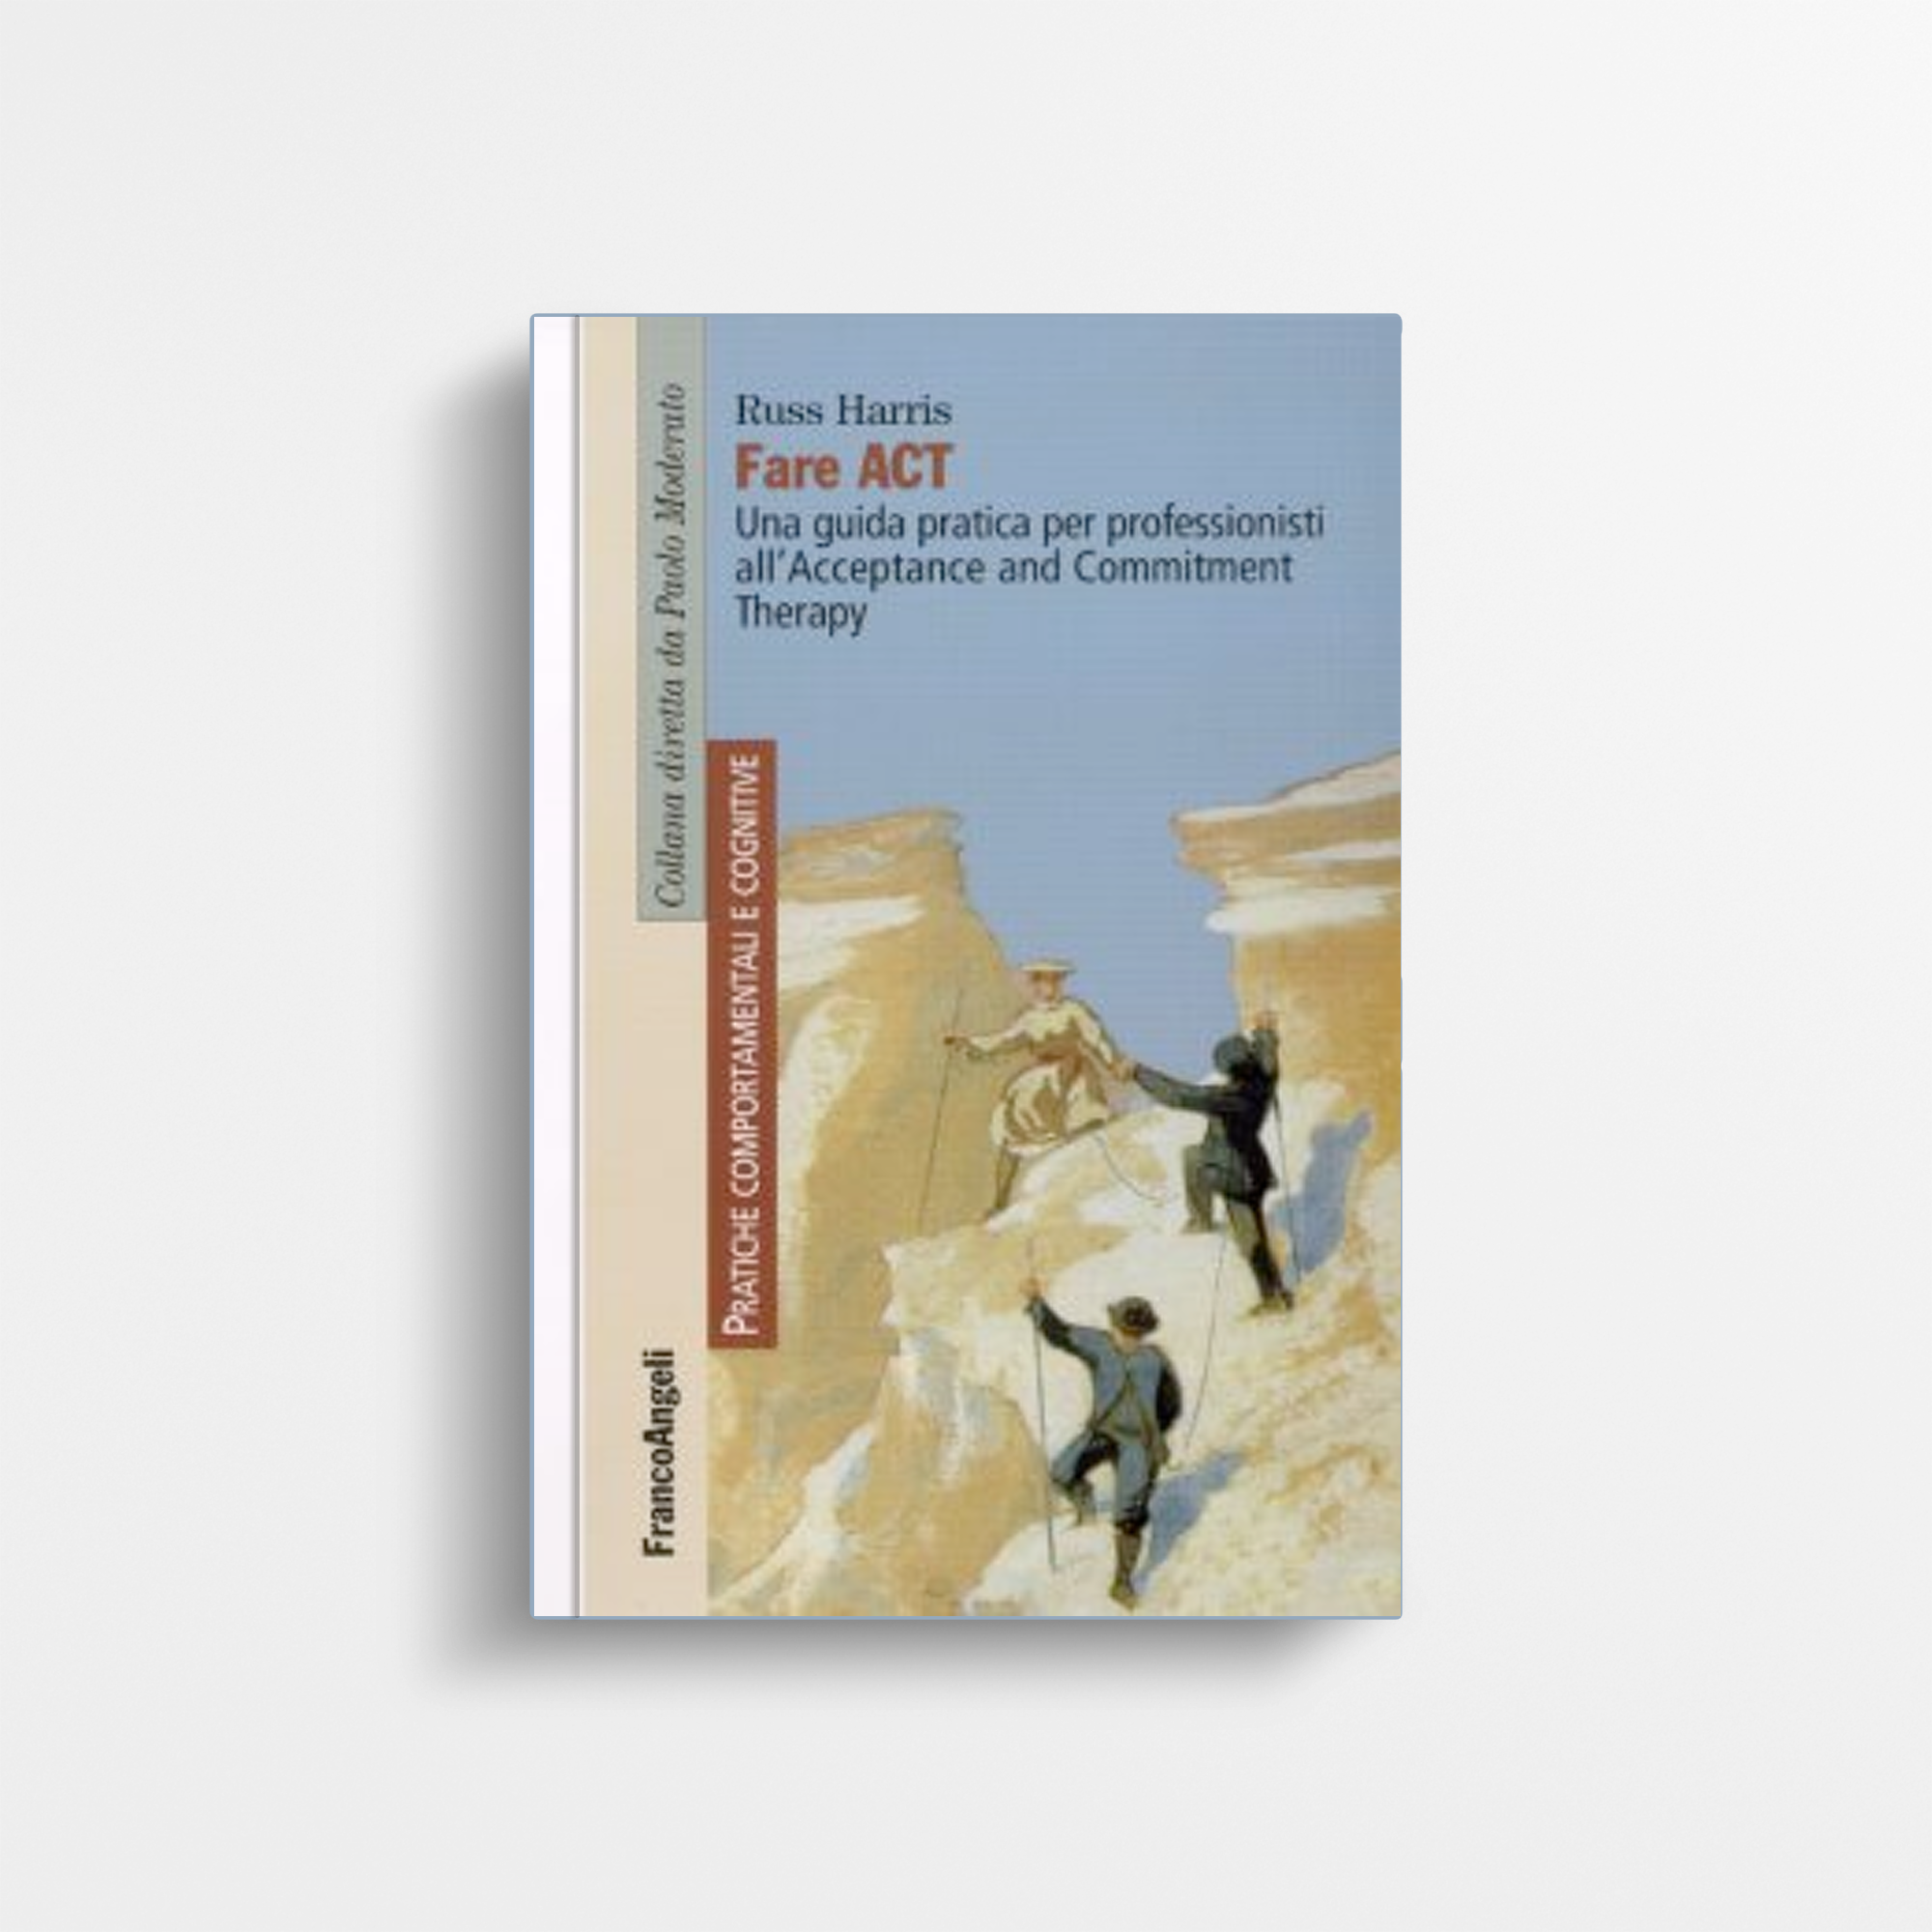 Russ Harris
Fare ACT
Una guida pratica per professionisti
all'Acceptance and Commitment
Therapy
Collana diretta da Paolo Moderato
PRATICHE COMPORTAMENTALI E COGNITIVE
FrancoAngeli